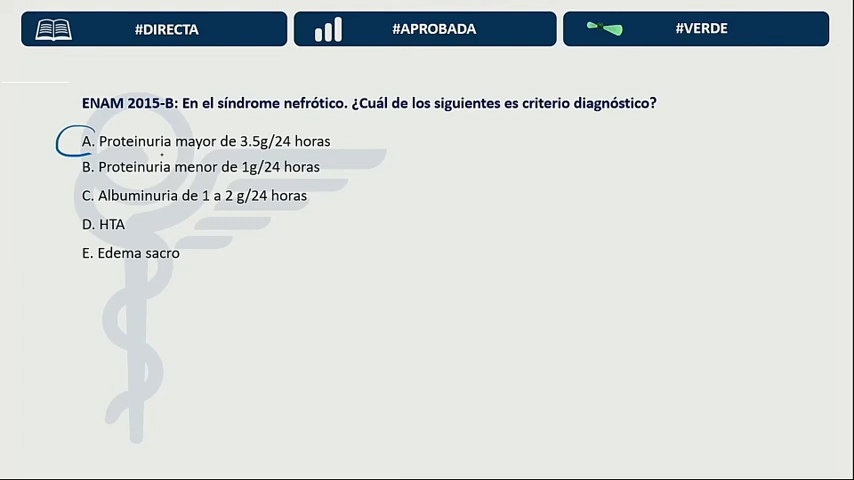 #DIRECTA
#APROBADA
#VERDE
ENAM 2015-B: En el síndrome nefrótico. ¿Cuál de los siguientes es criterio diagnóstico?
A. Proteinuria mayor de 3.5g/24 horas
B. Proteinuria menor de 1g/24 horas
C. Albuminuria de 1 a 2 g/24 horas
D. HTA
E. Edema sacro